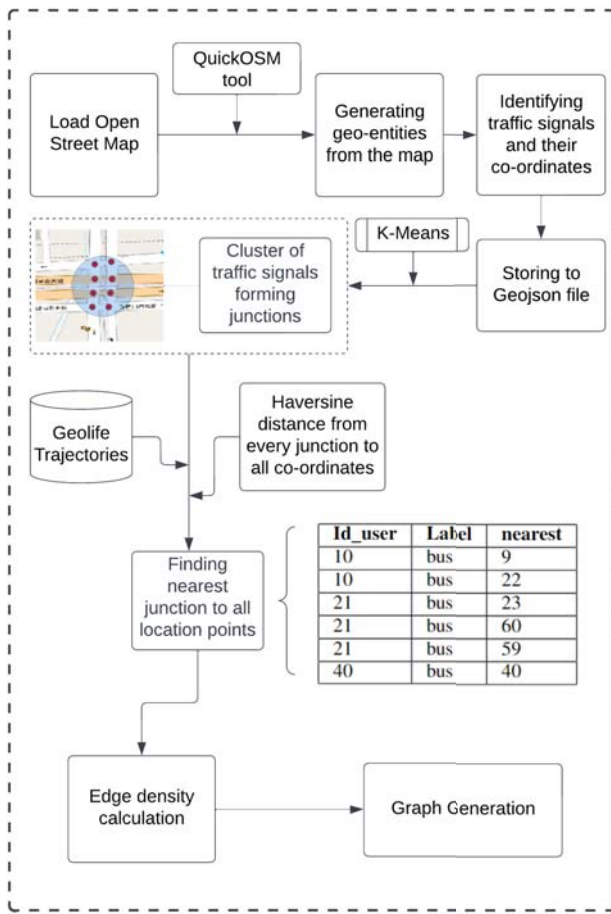 QuickOSM
tool
Load Open
Street Map
Generating
geo-entities
from the map
Identifying
traffic signals
and their
co-ordinates
K-Means
Cluster of
traffic signals
forming
junctions
Storing to
Geojson file
Geolife
Trajectories
Haversine
distance from
every junction to
all co-ordinates
Finding
nearest
junction to all
location points
Id_user Label nearest
10 bus 9
10 bus 22
21 bus 23
21 bus 60
21 bus 59
40 bus 40
Edge density
calculation
Graph Generation